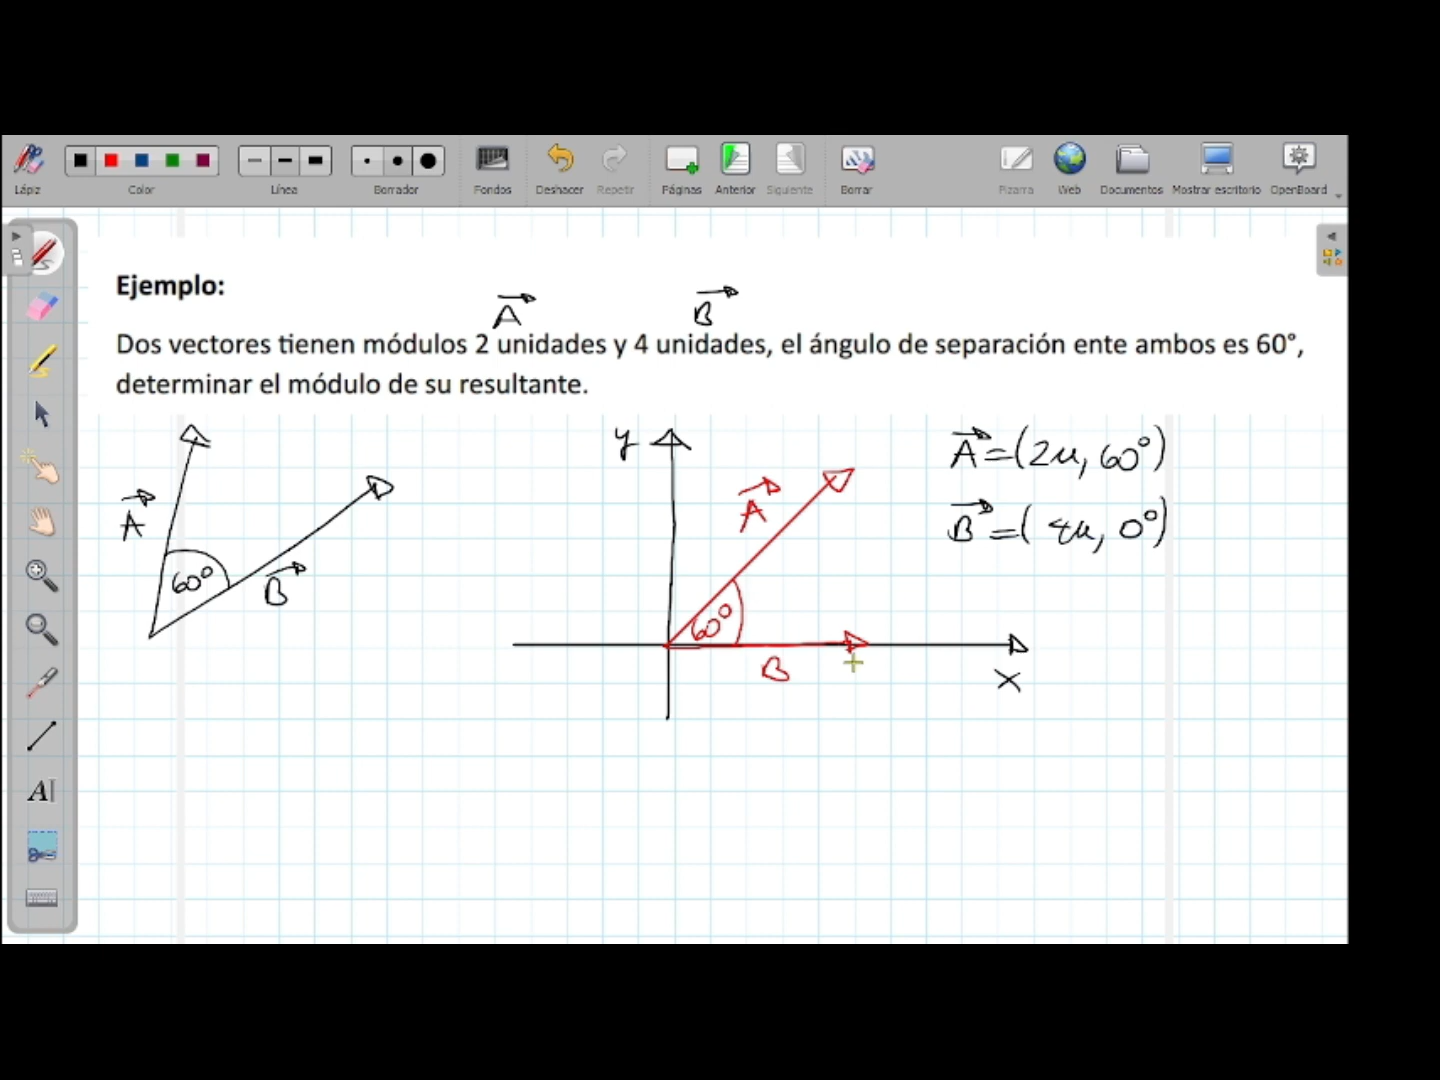 Lápiz Color Línea Borrador Fondos Deshacer Repetir Páginas Anterior Siguiente Borrar Pizarra Web Documentos Mostrar escritorio OpenBoard
Ejemplo:
A B
Dos vectores tienen módulos 2 unidades y 4 unidades, el ángulo de separación ente ambos es 60°,
determinar el módulo de su resultante.
y
A=(2u, 60°)
A
A
B=(4u, 0°)
60°
B
60°
B
x
AI